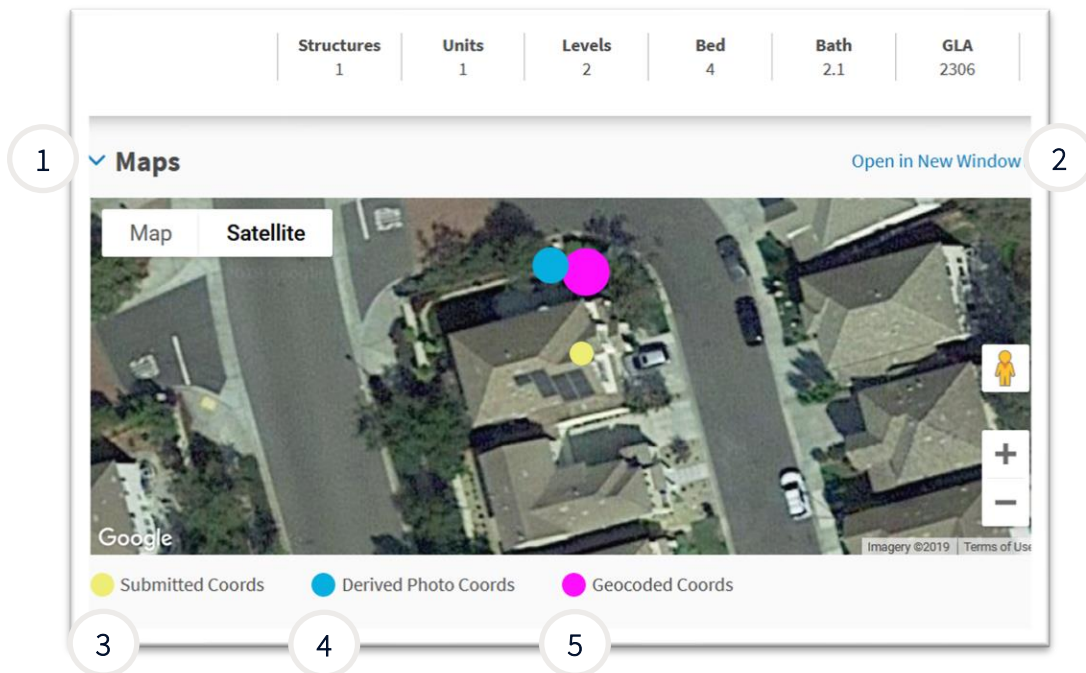 Structures Units Levels Bed Bath GLA
1 1 2 4 2.1 2306
1 Maps Open in New Window 2
Map Satellite
STOP
+
−
Google
Imagery ©2019 Terms of Use
Submitted Coords Derived Photo Coords Geocoded Coords
3 4 5